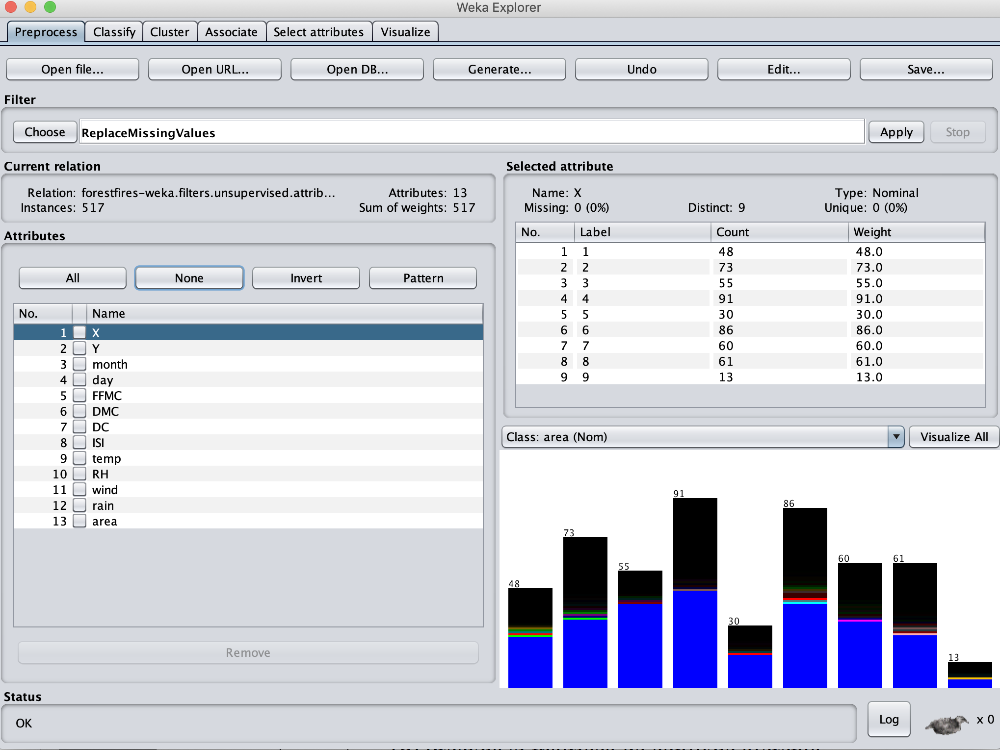 Weka Explorer
Preprocess Classify Cluster Associate Select attributes Visualize
Open file... Open URL... Open DB... Generate... Undo Edit... Save...
Filter
Choose ReplaceMissingValues Apply Stop
Current relation
Relation: forestfires-weka.filters.unsupervised.attrib... Attributes: 13
Instances: 517 Sum of weights: 517
Attributes
All None Invert Pattern
No. Name
1 X
2 Y
3 month
4 day
5 FFMC
6 DMC
7 DC
8 ISI
9 temp
10 RH
11 wind
12 rain
13 area
Remove
Selected attribute
Name: X Type: Nominal
Missing: 0 (0%) Distinct: 9 Unique: 0 (0%)
No. Label Count Weight
1 1 48 48.0
2 2 73 73.0
3 3 55 55.0
4 4 91 91.0
5 5 30 30.0
6 6 86 86.0
7 7 60 60.0
8 8 61 61.0
9 9 13 13.0
Class: area (Nom) Visualize All
48 73 55 91 30 86 60 61 13
Status
OK
Log x 0